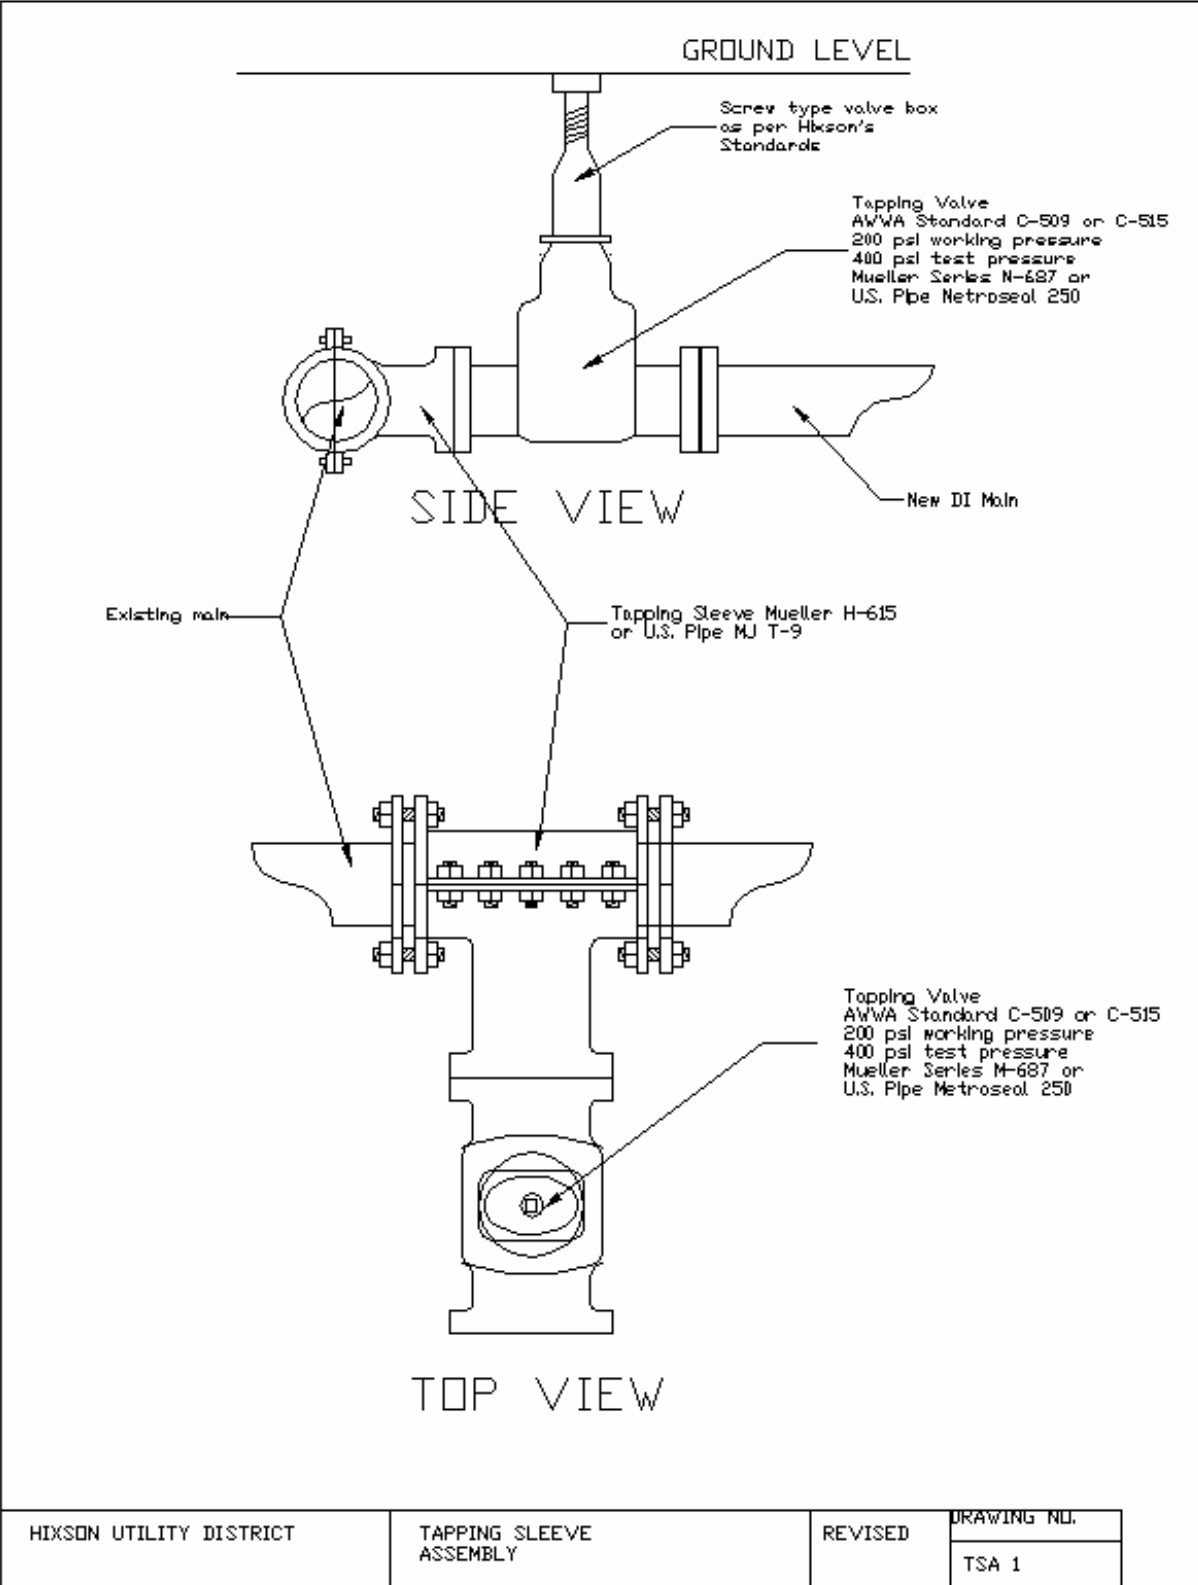 GROUND LEVEL
Screw type valve box
as per Hixson's
Standards
Tapping Valve
AWWA Standard C-509 or C-515
200 psi working pressure
400 psi test pressure
Mueller Series N-687 or
U.S. Pipe Netroseal 250
SIDE VIEW
New DI Main
Existing main
Tapping Sleeve Mueller H-615
or U.S. Pipe MJ T-9
Tapping Valve
AWWA Standard C-509 or C-515
200 psi working pressure
400 psi test pressure
Mueller Series M-687 or
U.S. Pipe Metroseal 250
TOP VIEW
HIXSON UTILITY DISTRICT
TAPPING SLEEVE
ASSEMBLY
REVISED
DRAWING NO.
TSA 1